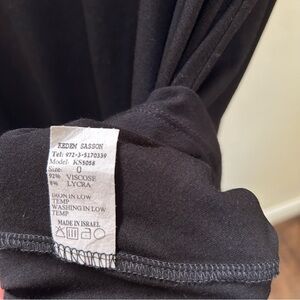 KEDEM SASSON
Tel: 972-3-5170339
Model: KS5058
Size: 0
92% VISCOSE
8% LYCRA
IRON IN LOW
TEMP
WASHING IN LOW
TEMP
MADE IN ISRAEL